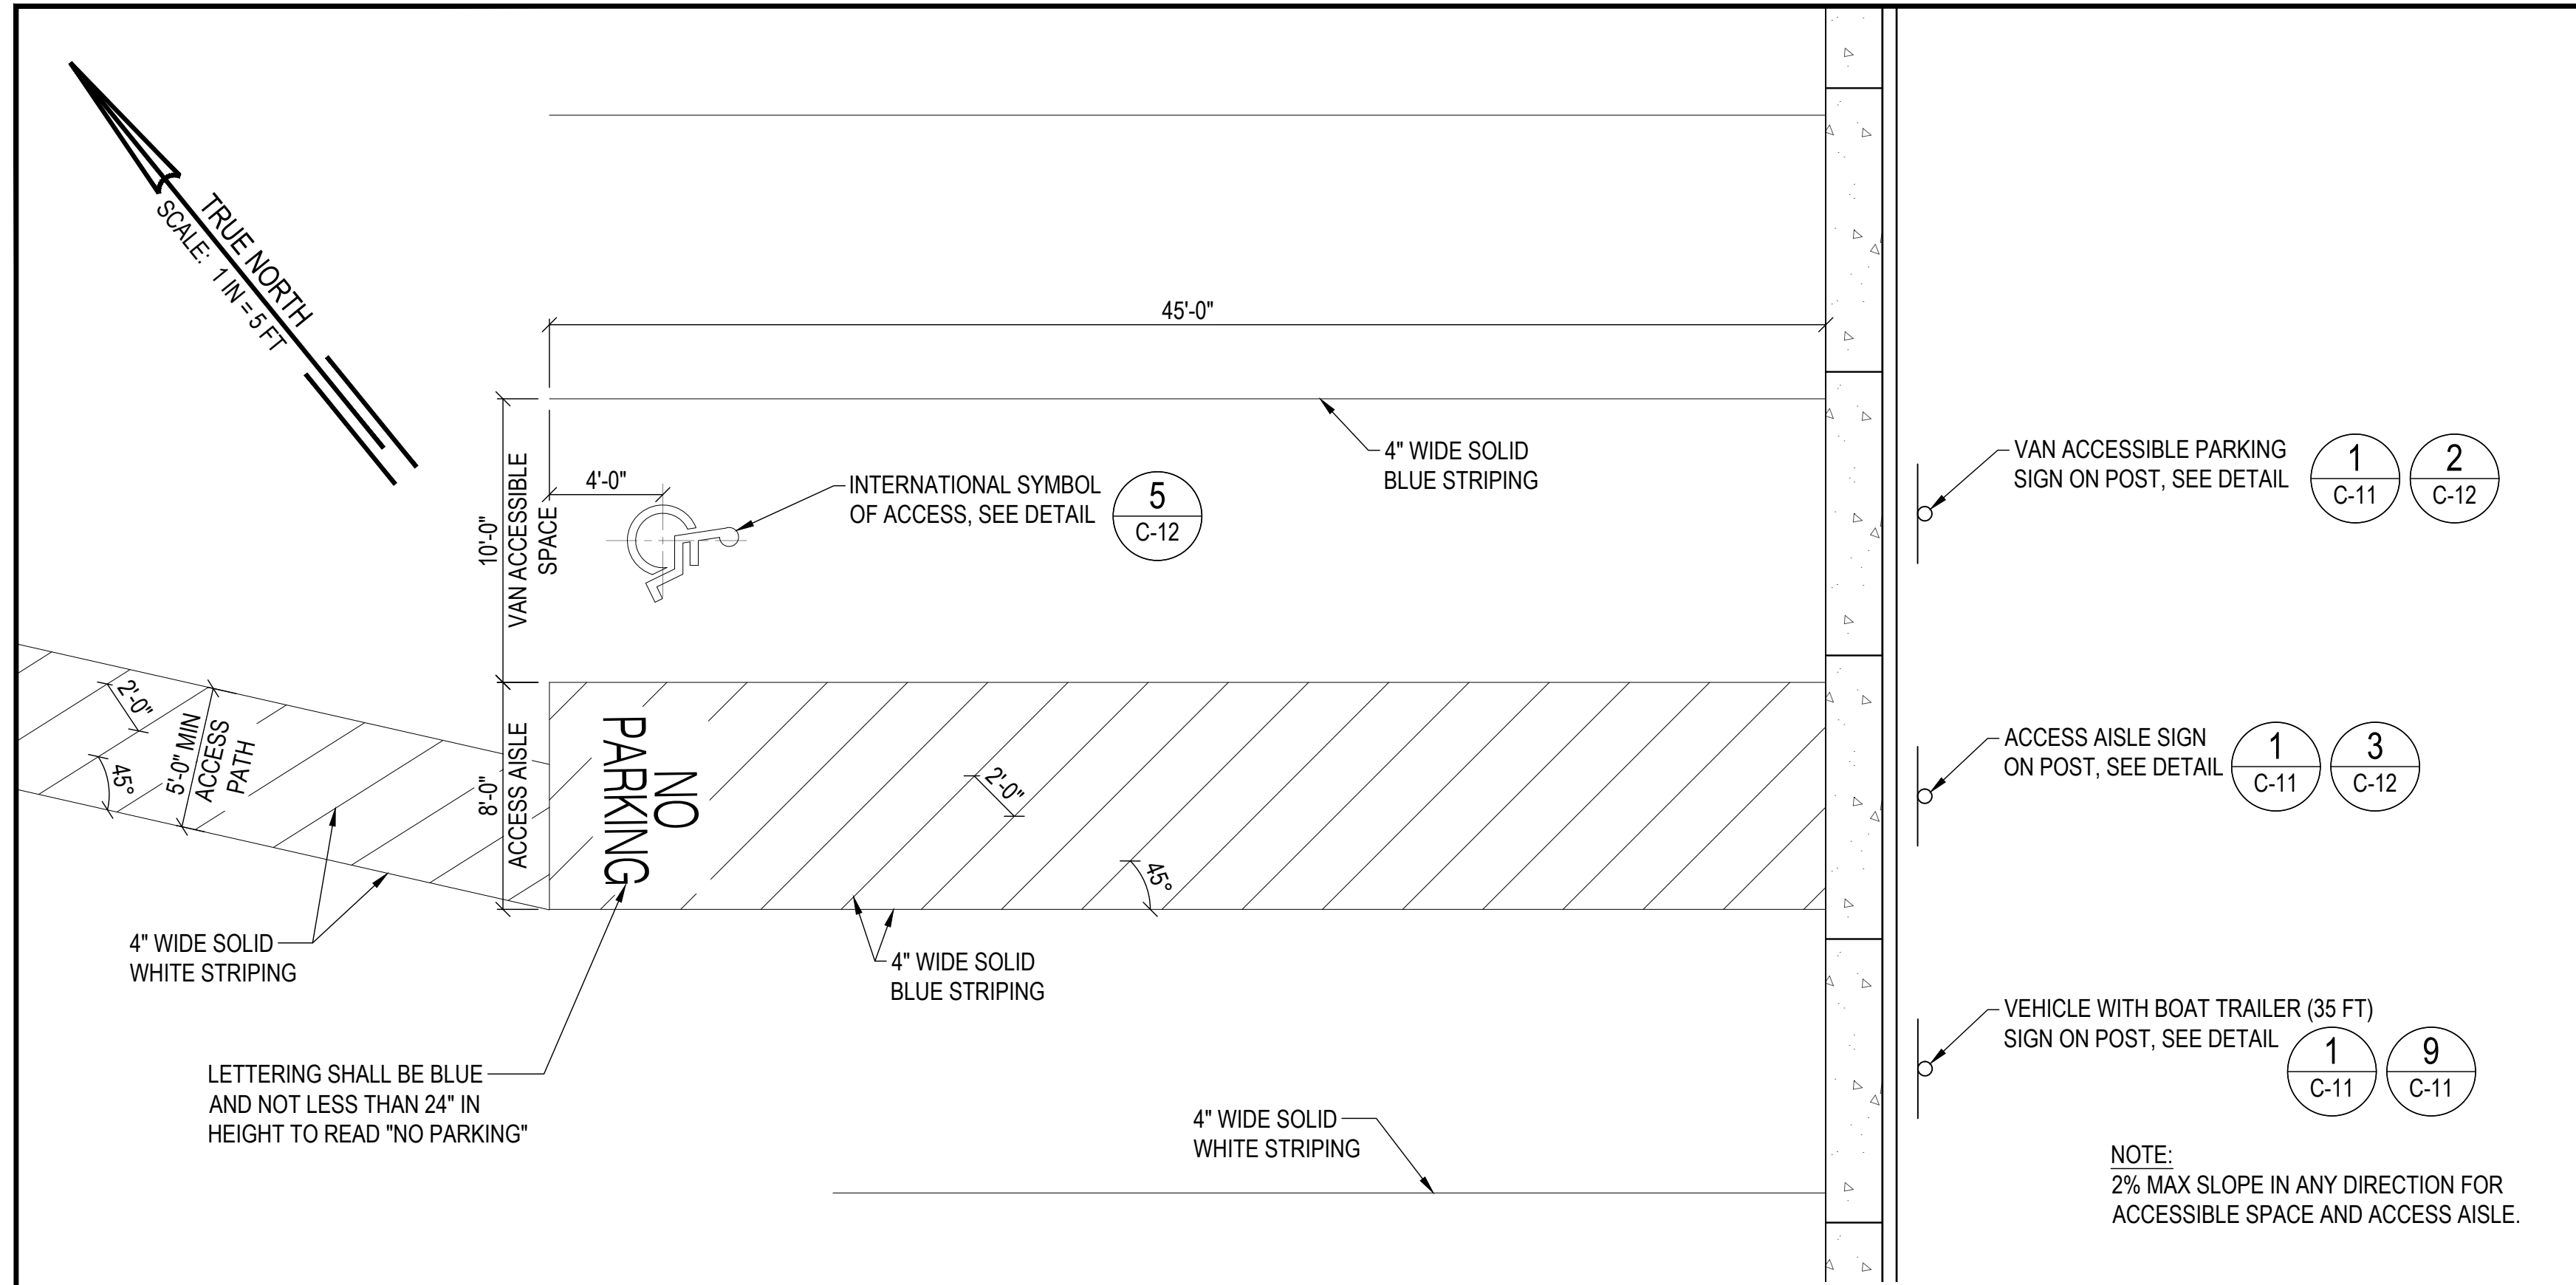 TRUE NORTH
SCALE: 1 IN = 5 FT
45'-0"
4" WIDE SOLID
BLUE STRIPING
10'-0"
VAN ACCESSIBLE
SPACE
4'-0"
INTERNATIONAL SYMBOL
OF ACCESS, SEE DETAIL
5
C-12
VAN ACCESSIBLE PARKING
SIGN ON POST, SEE DETAIL
1
C-11
2
C-12
2'-0"
45°
5'-0" MIN
ACCESS
PATH
8'-0"
ACCESS AISLE
NO
PARKING
2'-0"
45°
ACCESS AISLE SIGN
ON POST, SEE DETAIL
1
C-11
3
C-12
4" WIDE SOLID
WHITE STRIPING
4" WIDE SOLID
BLUE STRIPING
VEHICLE WITH BOAT TRAILER (35 FT)
SIGN ON POST, SEE DETAIL
1
C-11
9
C-11
LETTERING SHALL BE BLUE
AND NOT LESS THAN 24" IN
HEIGHT TO READ "NO PARKING"
4" WIDE SOLID
WHITE STRIPING
NOTE:
2% MAX SLOPE IN ANY DIRECTION FOR
ACCESSIBLE SPACE AND ACCESS AISLE.